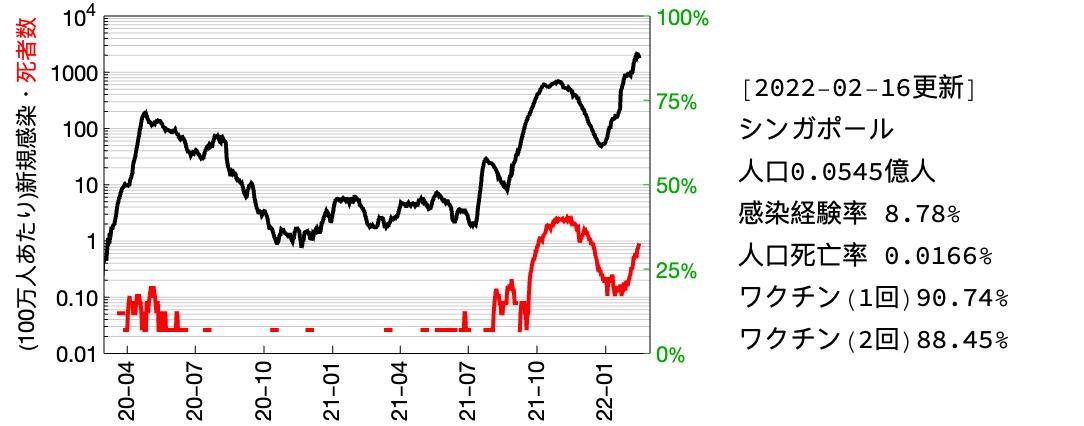 (100万人あたり)新規感染・死者数
10^4
1000
100
10
1
0.10
0.01
100%
75%
50%
25%
0%
20-04
20-07
20-10
21-01
21-04
21-07
21-10
22-01
[2022-02-16更新]
シンガポール
人口0.0545億人
感染経験率 8.78%
人口死亡率 0.0166%
ワクチン(1回)90.74%
ワクチン(2回)88.45%